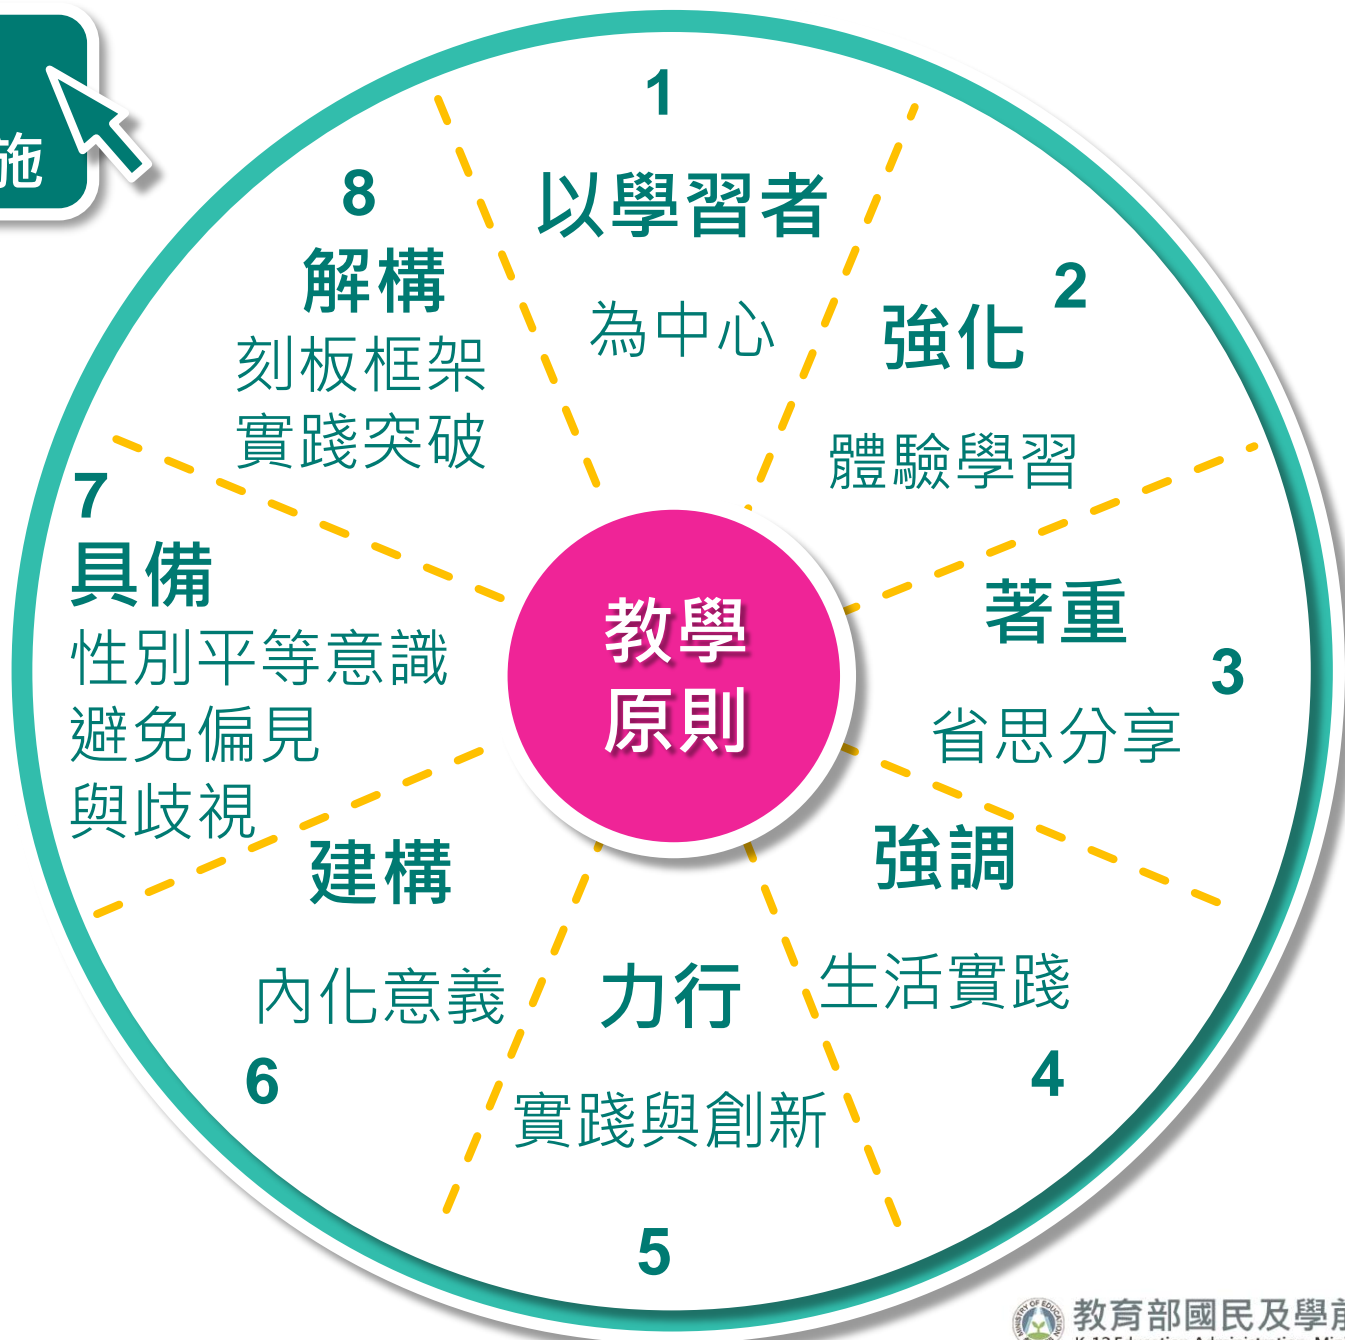 施
1
以學習者
為中心
2
強化
體驗學習
著重
3
省思分享
強調
生活實踐
4
力行
實踐與創新
5
建構
內化意義
6
7
具備
性別平等意識
避免偏見
與歧視
8
解構
刻板框架
實踐突破
教學
原則
教育部國民及學前